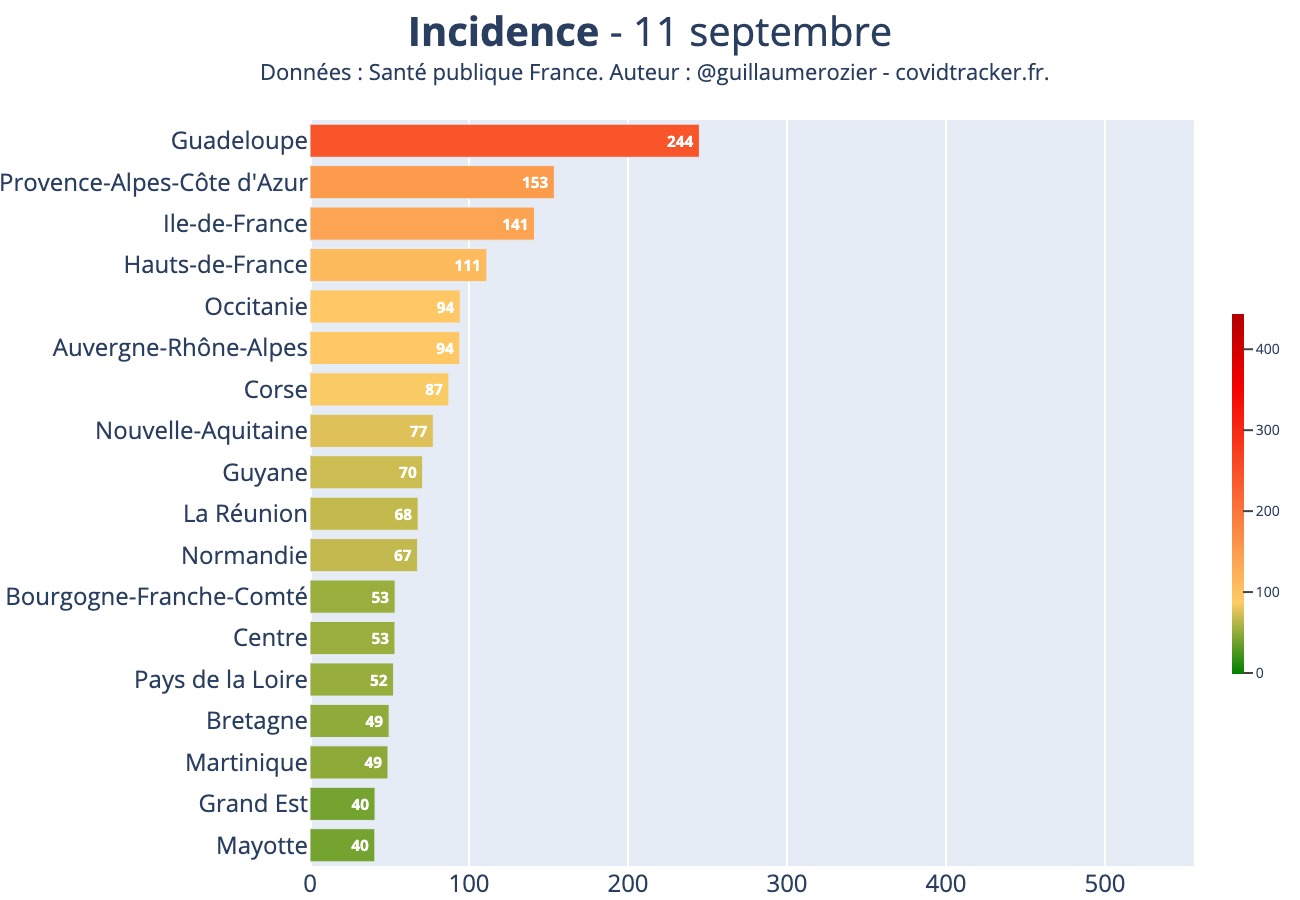 Incidence - 11 septembre
Données : Santé publique France. Auteur : @guillaumerozier - covidtracker.fr.
Guadeloupe 244
Provence-Alpes-Côte d'Azur 153
Ile-de-France 141
Hauts-de-France 111
Occitanie 94
Auvergne-Rhône-Alpes 94
Corse 87
Nouvelle-Aquitaine 77
Guyane 70
La Réunion 68
Normandie 67
Bourgogne-Franche-Comté 53
Centre 53
Pays de la Loire 52
Bretagne 49
Martinique 49
Grand Est 40
Mayotte 40
0 100 200 300 400 500
400
300
200
100
0